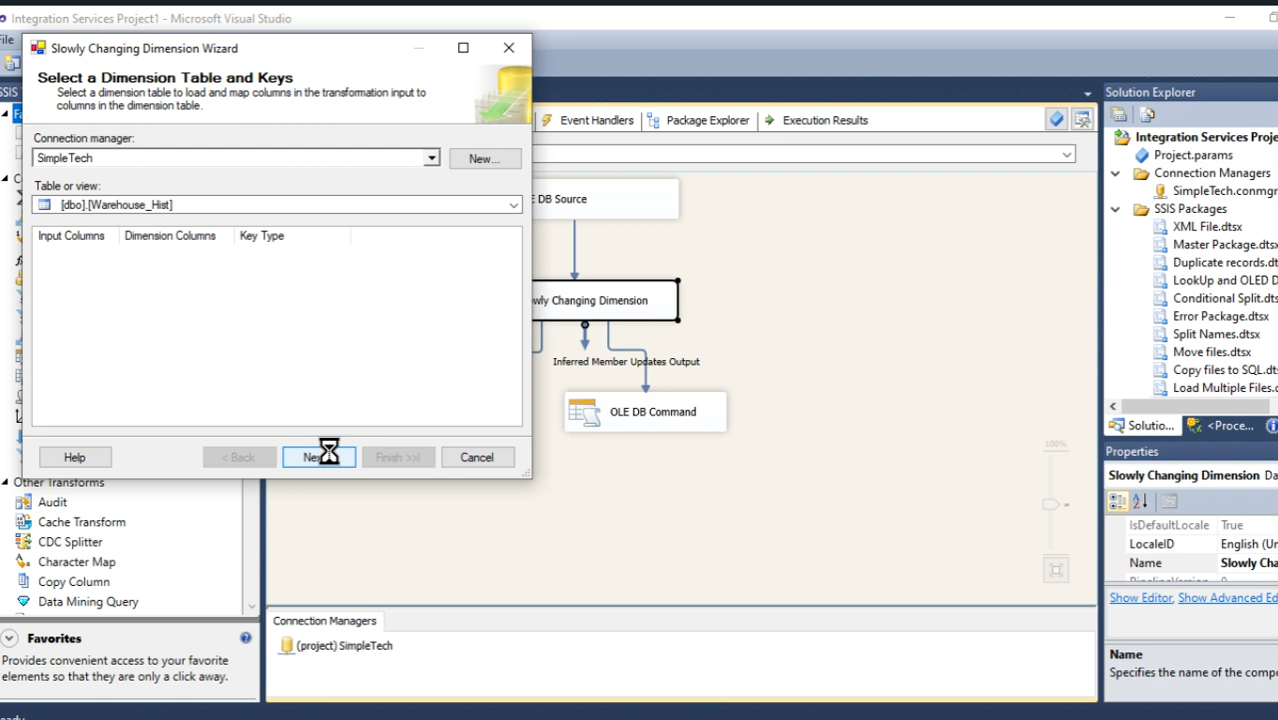 Integration Services Project1 - Microsoft Visual Studio
File
Slowly Changing Dimension Wizard
Select a Dimension Table and Keys
Select a dimension table to load and map columns in the transformation input to
columns in the dimension table.
Connection manager:
SimpleTech
New...
Table or view:
[dbo].[Warehouse_Hist]
Input Columns Dimension Columns Key Type
Help < Back Finish >>| Cancel
SSIS
Other Transforms
Audit
Cache Transform
CDC Splitter
Character Map
Copy Column
Data Mining Query
Favorites
Provides convenient access to your favorite
elements so that they are only a click away.
Event Handlers Package Explorer Execution Results
DB Source
Changing Dimension
Inferred Member Updates Output
OLE DB Command
100%
Connection Managers
(project) SimpleTech
Solution Explorer
Integration Services Proje
Project.params
Connection Managers
SimpleTech.conmgr
SSIS Packages
XML File.dtsx
Master Package.dtsx
Duplicate records.dt
LookUp and OLED D
Conditional Split.dts
Error Package.dtsx
Split Names.dtsx
Move files.dtsx
Copy files to SQL.dts
Load Multiple Files.c
Solutio... <Proce...
Properties
Slowly Changing Dimension Da
IsDefaultLocale True
LocaleID English (Un
Name Slowly Cha
Show Editor, Show Advanced Ed
Name
Specifies the name of the compo